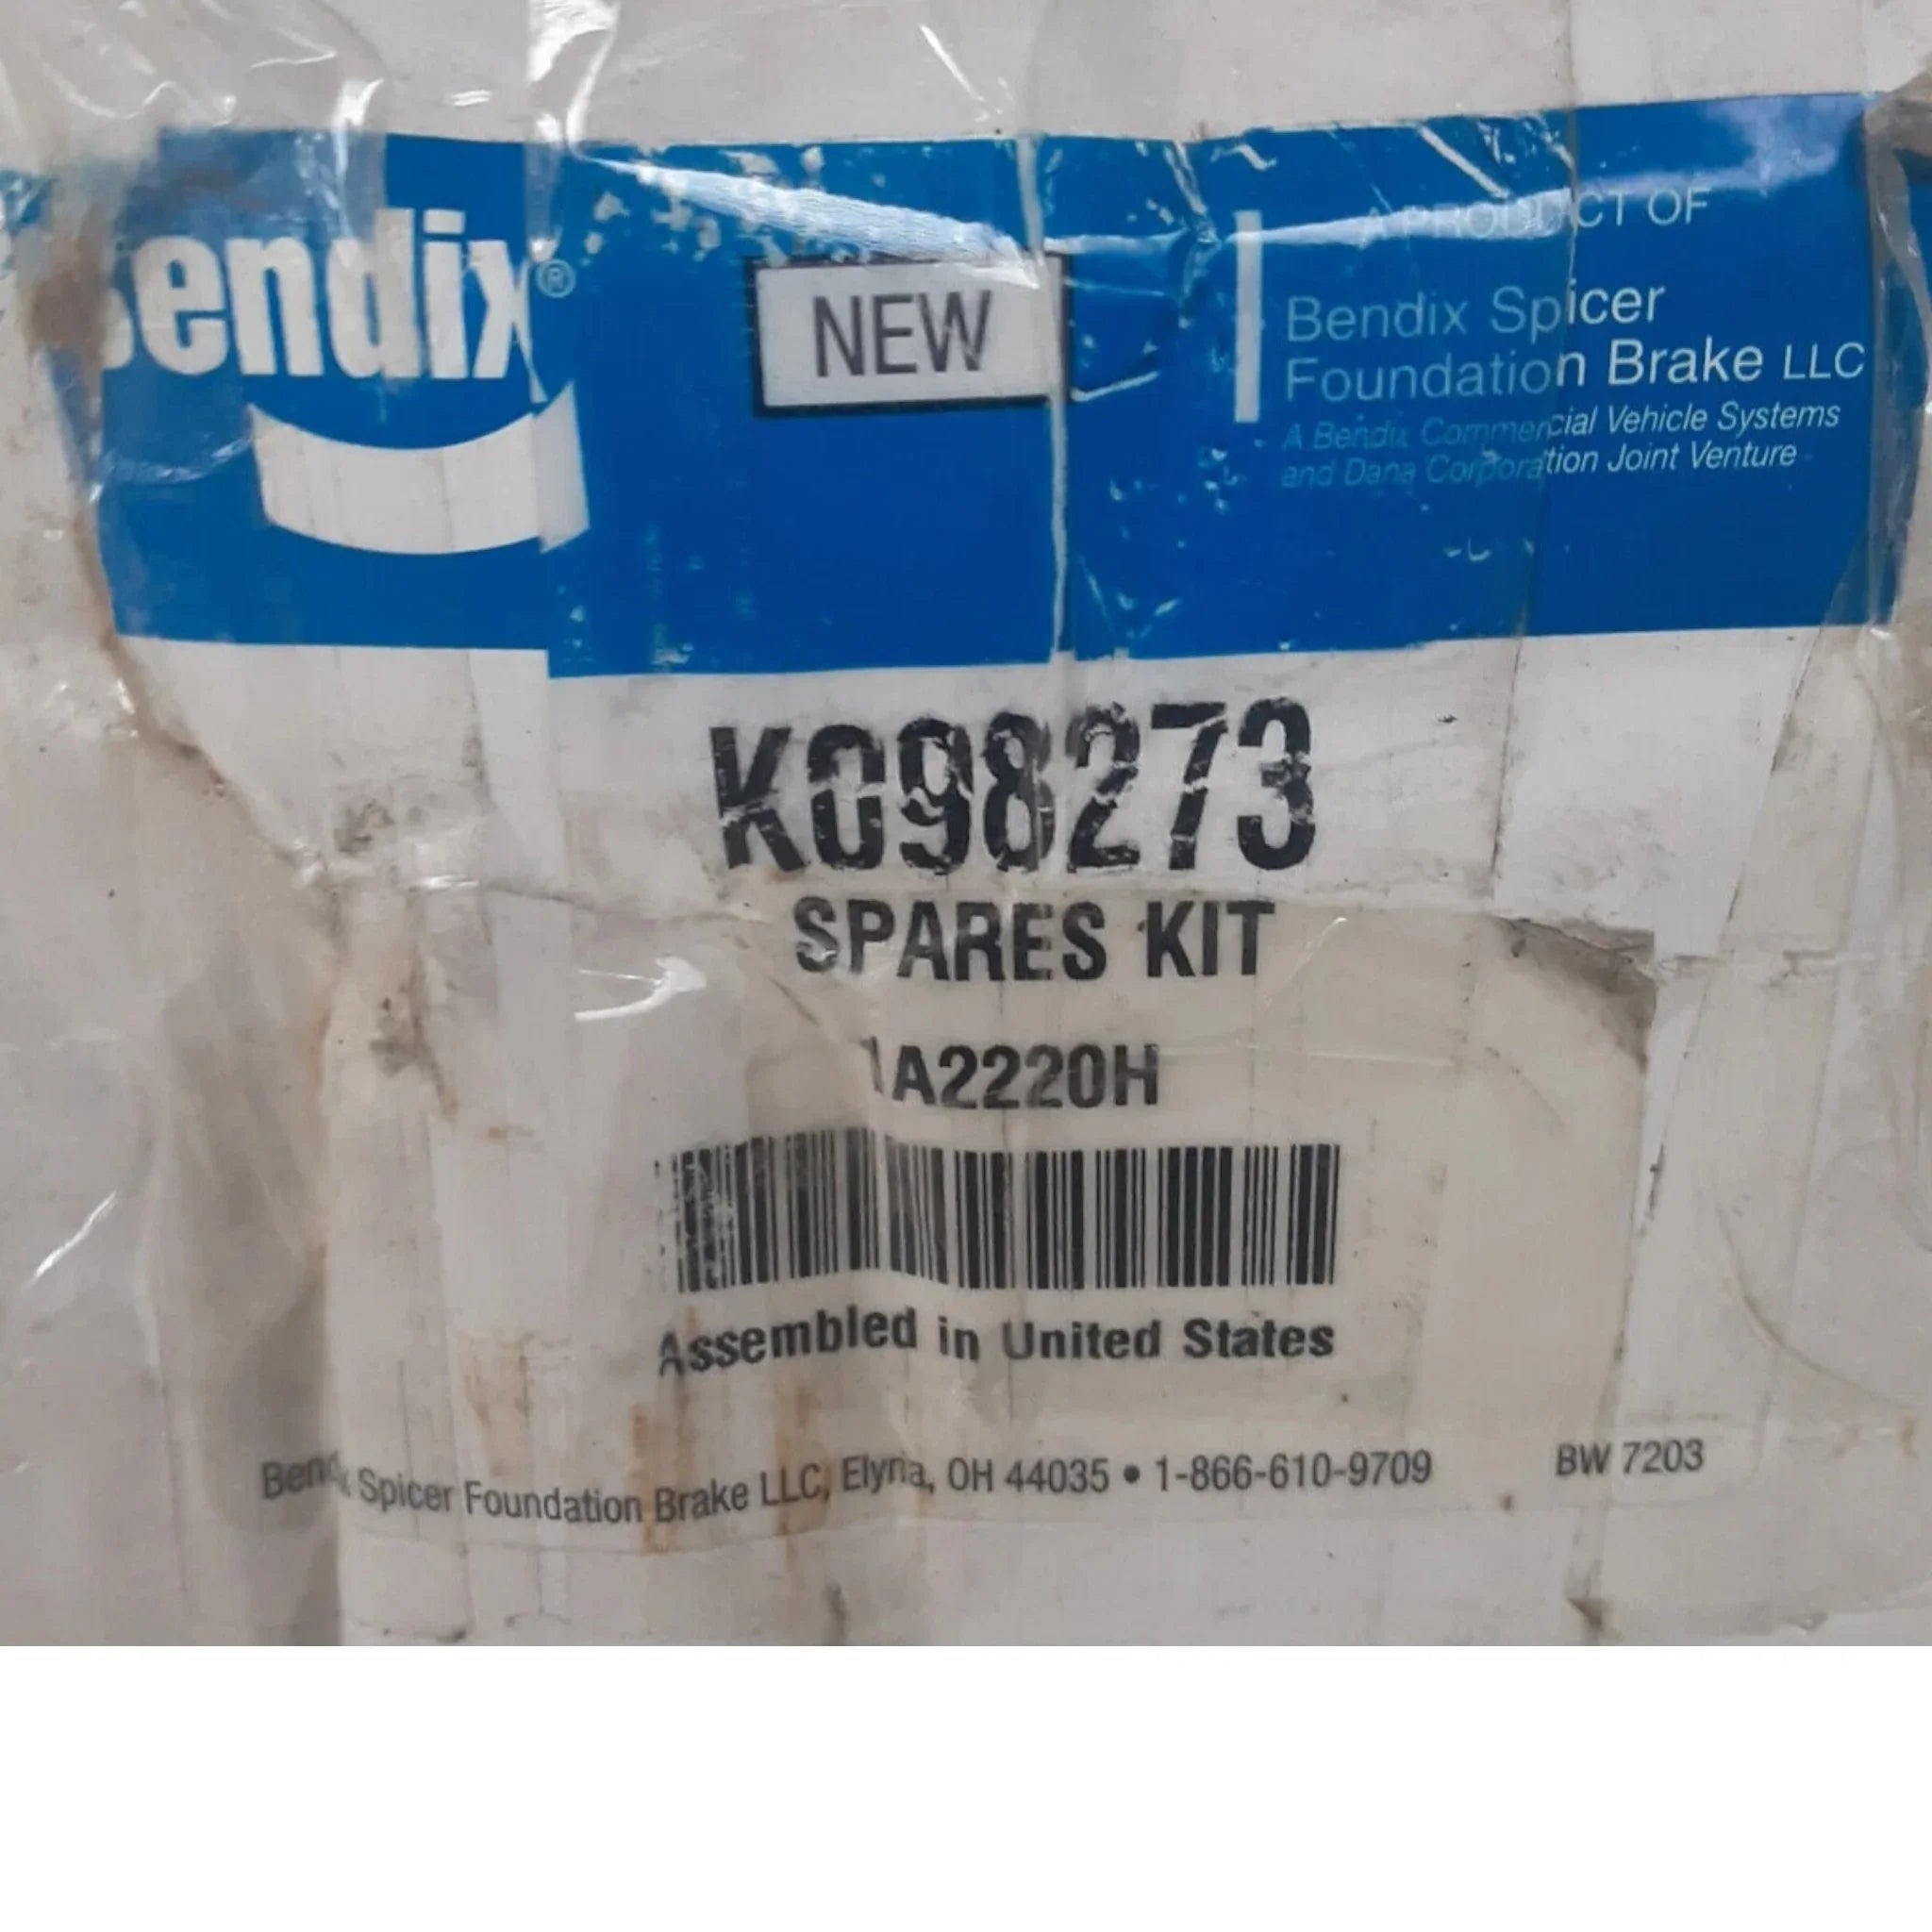 Bendix®
NEW
A PRODUCT OF
Bendix Spicer
Foundation Brake LLC
A Bendix Commercial Vehicle Systems
and Dana Corporation Joint Venture
K098273
SPARES KIT
1A2220H
Assembled in United States
Bendix Spicer Foundation Brake LLC, Elyria, OH 44035 • 1-866-610-9709 BW 7203